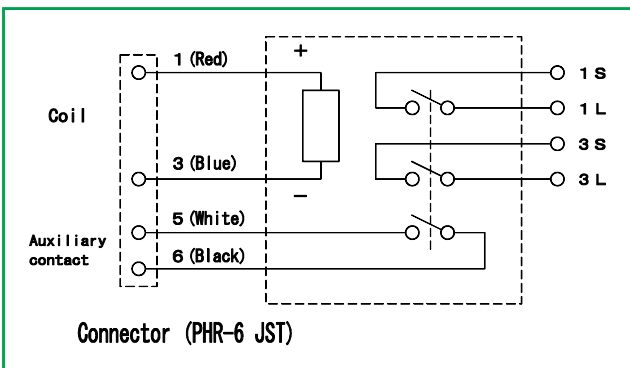 1 (Red)
+
1 S
Coil
1 L
3 S
3 (Blue)
3 L
−
5 (White)
Auxiliary
contact
6 (Black)
Connector (PHR-6 JST)